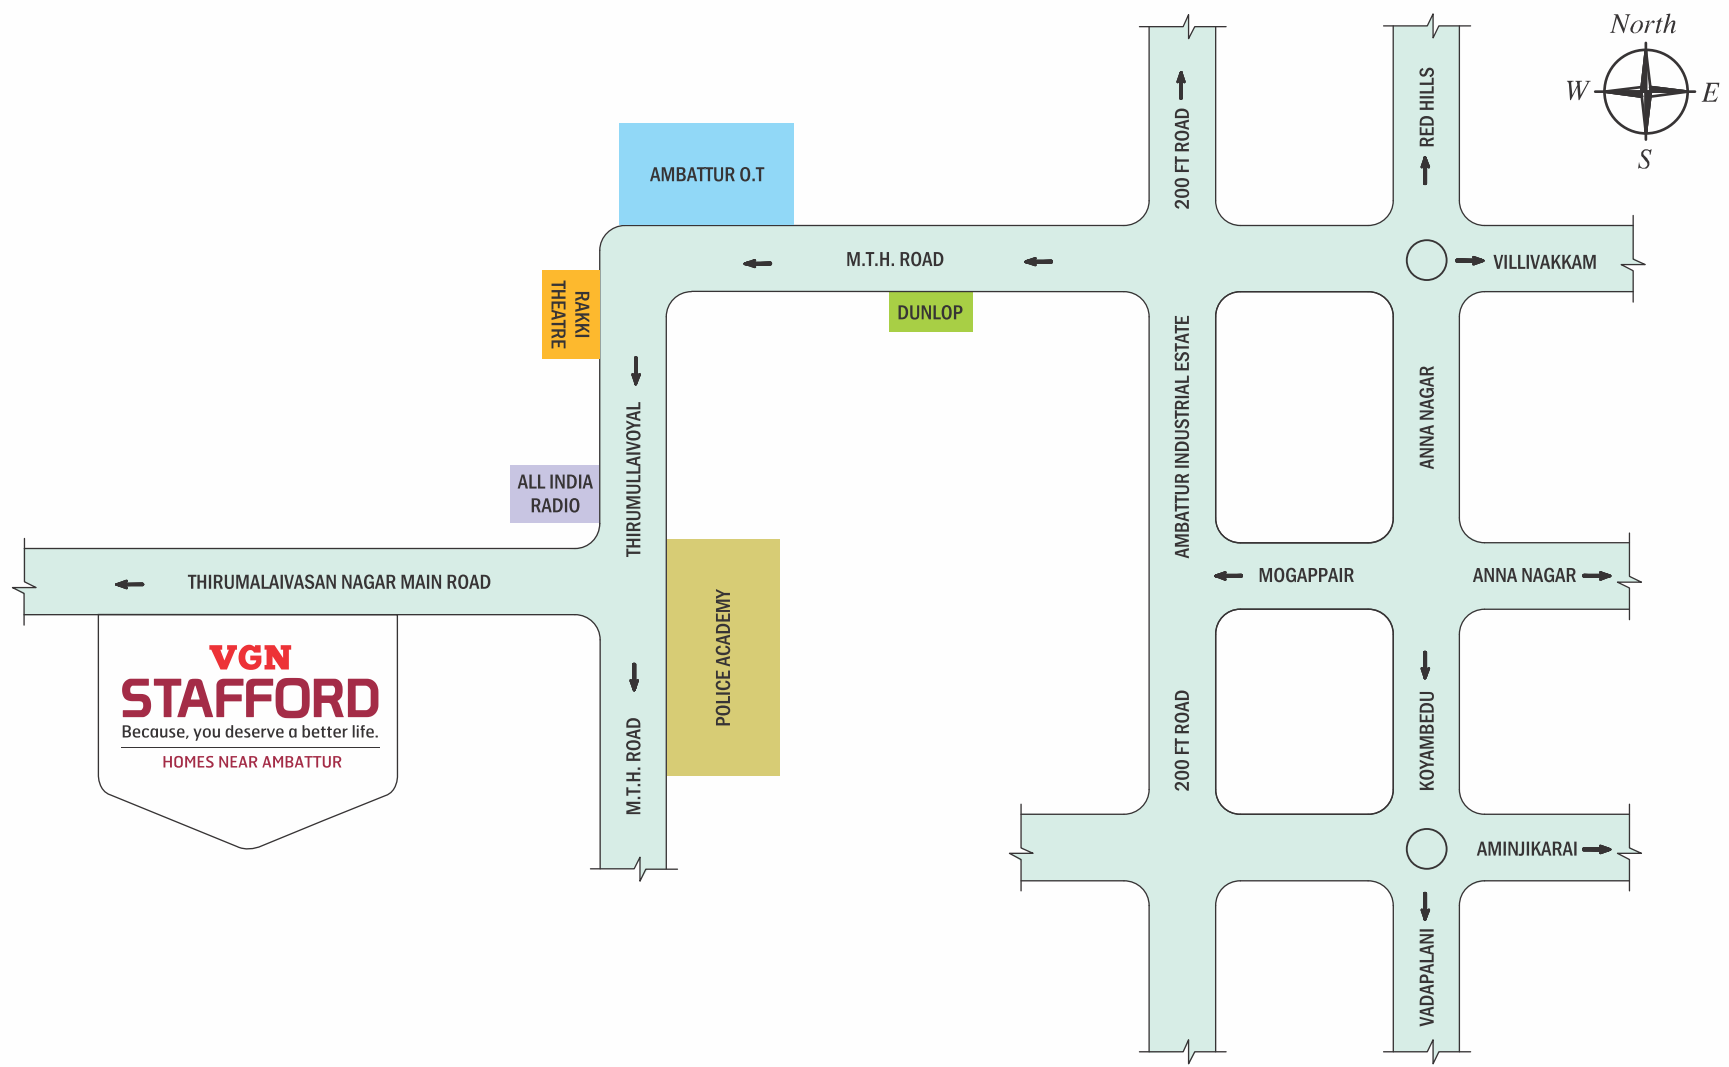 North
W
E
S
200 FT ROAD
RED HILLS
AMBATTUR O.T
M.T.H. ROAD
VILLIVAKKAM
RAKKI
THEATRE
DUNLOP
AMBATTUR INDUSTRIAL ESTATE
ANNA NAGAR
THIRUMULLAIVOYAL
ALL INDIA
RADIO
THIRUMALAIVASAN NAGAR MAIN ROAD
MOGAPPAIR
ANNA NAGAR
POLICE ACADEMY
VGN
STAFFORD
Because, you deserve a better life.
HOMES NEAR AMBATTUR
M.T.H. ROAD
200 FT ROAD
KOYAMBEDU
AMINJIKARAI
VADAPALANI